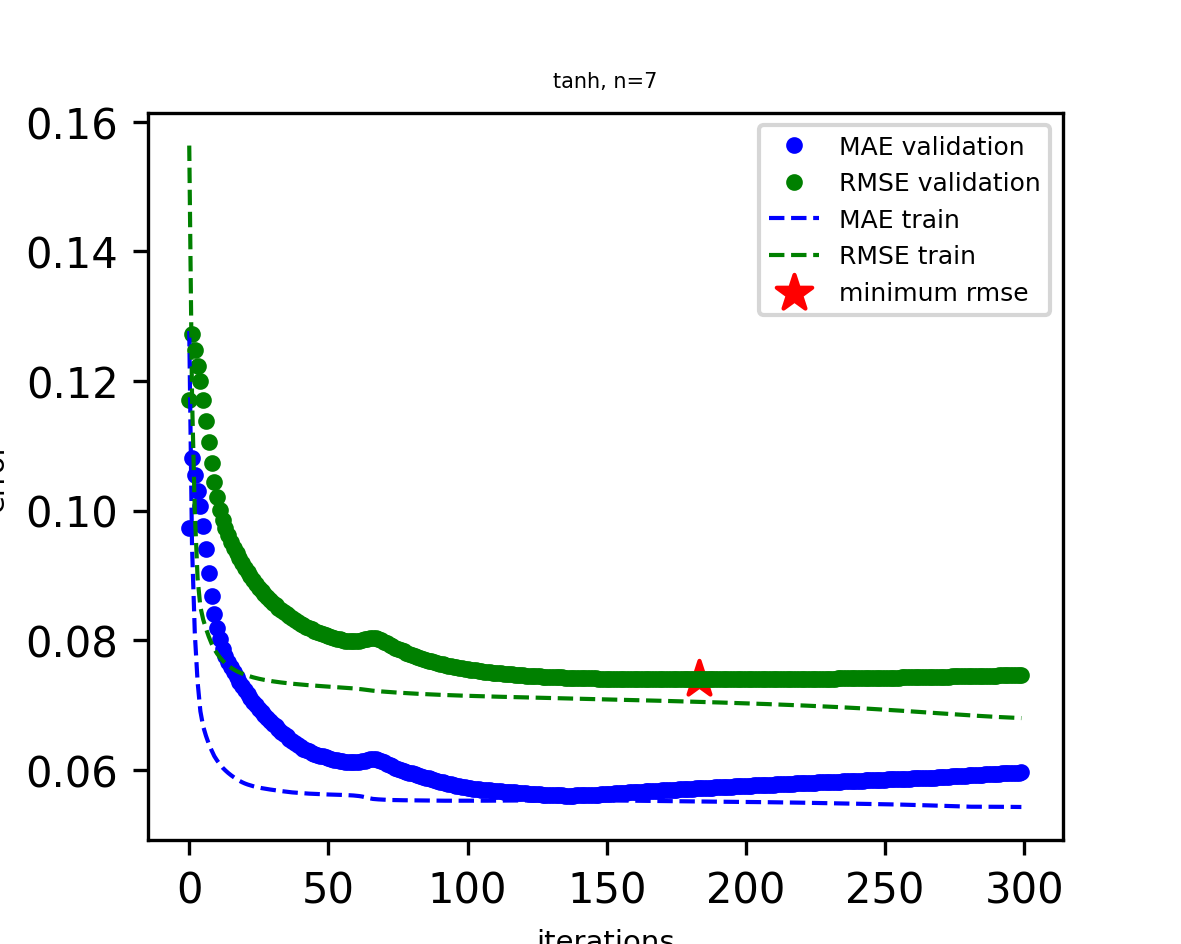 tanh, n=7
0.16
0.14
0.12
0.10
0.08
0.06
MAE validation
RMSE validation
MAE train
RMSE train
minimum rmse
0 50 100 150 200 250 300
iterations